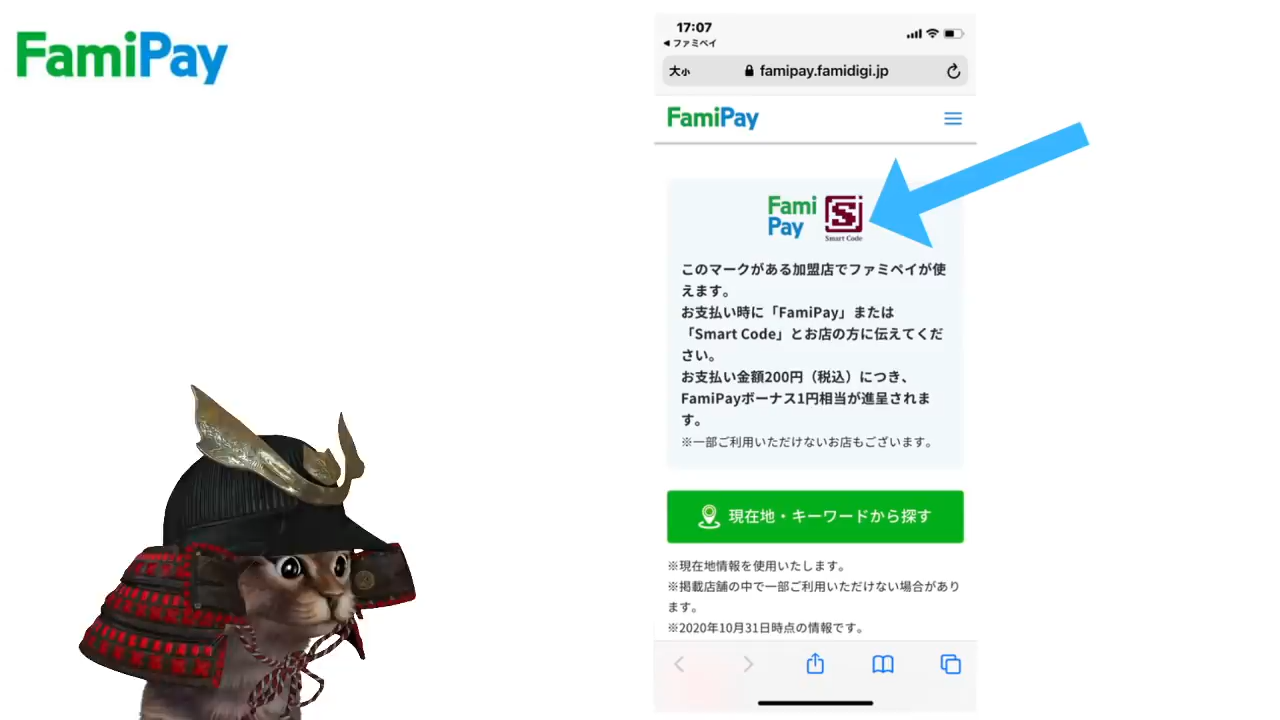 FamiPay
17:07
◀ファミペイ
大小 famipay.famidigi.jp
FamiPay
Fami
Pay
S
Smart Code
このマークがある加盟店でファミペイが使
えます。
お支払い時に「FamiPay」または
「Smart Code」とお店の方に伝えてくだ
さい。
お支払い金額200円（税込）につき、
FamiPayボーナス1円相当が進呈されま
す。
※一部ご利用いただけないお店もございます。
現在地・キーワードから探す
※現在地情報を使用いたします。
※掲載店舗の中で一部ご利用いただけない場合があり
ます。
※2020年10月31日時点の情報です。